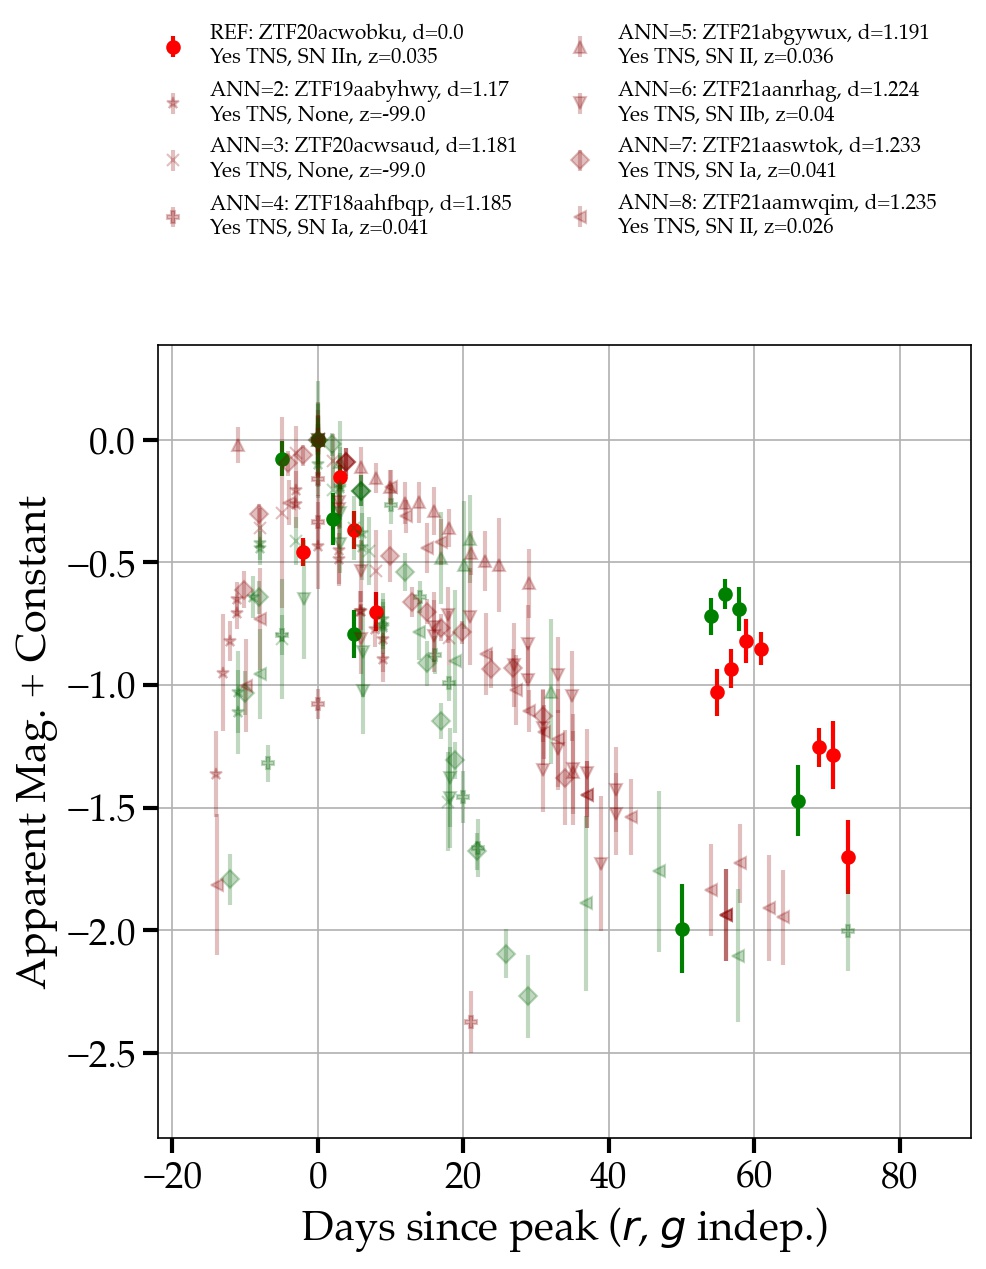 REF: ZTF20acwobku, d=0.0
Yes TNS, SN IIn, z=0.035
ANN=2: ZTF19aabyhwy, d=1.17
Yes TNS, None, z=-99.0
ANN=3: ZTF20acwsaud, d=1.181
Yes TNS, None, z=-99.0
ANN=4: ZTF18aahfbqp, d=1.185
Yes TNS, SN Ia, z=0.041
ANN=5: ZTF21abgywux, d=1.191
Yes TNS, SN II, z=0.036
ANN=6: ZTF21aanrhag, d=1.224
Yes TNS, SN IIb, z=0.04
ANN=7: ZTF21aaswtok, d=1.233
Yes TNS, SN Ia, z=0.041
ANN=8: ZTF21aamwqim, d=1.235
Yes TNS, SN II, z=0.026
Apparent Mag. + Constant
0.0
−0.5
−1.0
−1.5
−2.0
−2.5
−20 0 20 40 60 80
Days since peak (r, g indep.)